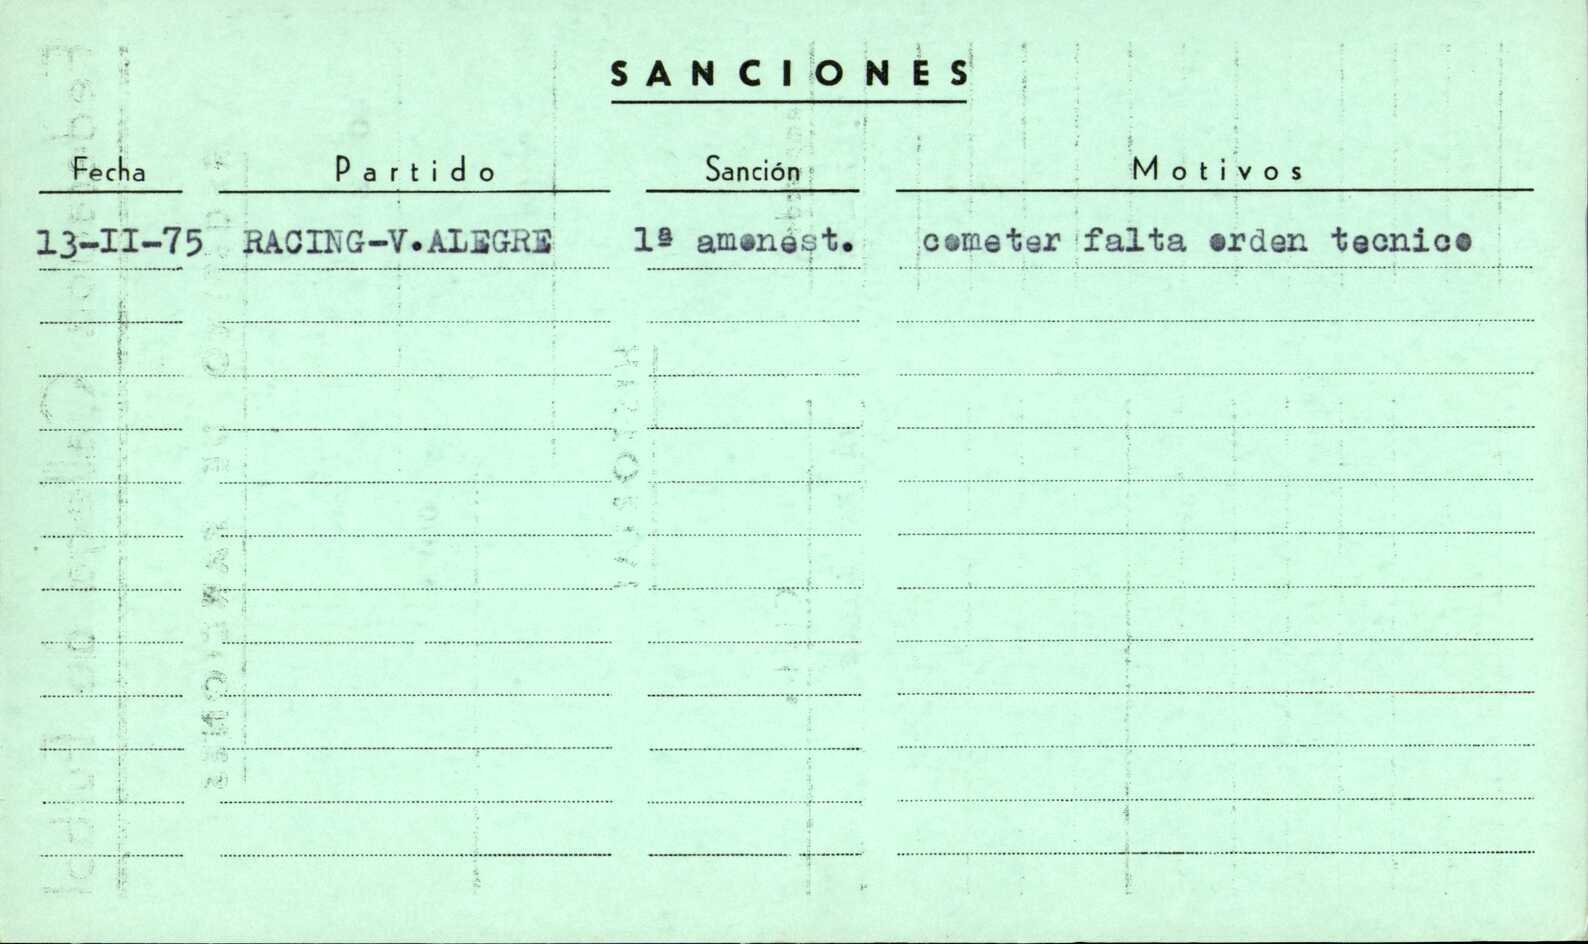 SANCIONES
Fecha Partido Sanción Motivos
13-II-75 RACING-V.ALEGRE 1ª amonest. cometer falta orden tecnico